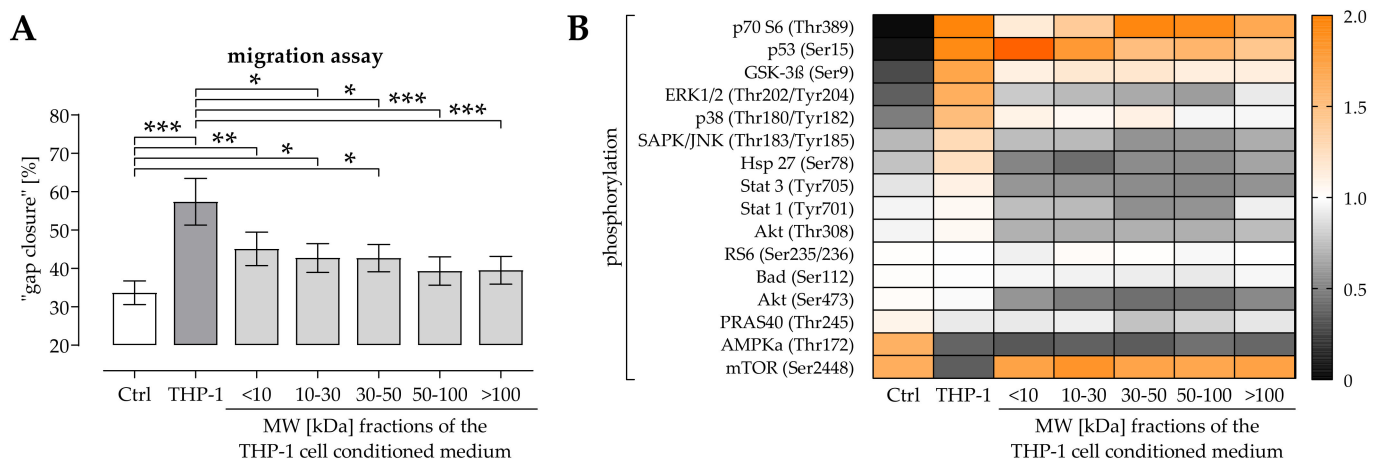 A
migration assay
*
*
***
***
***
**
*
*
"gap closure" [%]
80
70
60
50
40
30
20
Ctrl THP-1 <10 10-30 30-50 50-100 >100
MW [kDa] fractions of the
THP-1 cell conditioned medium
B
phosphorylation
p70 S6 (Thr389)
p53 (Ser15)
GSK-3ß (Ser9)
ERK1/2 (Thr202/Tyr204)
p38 (Thr180/Tyr182)
SAPK/JNK (Thr183/Tyr185)
Hsp 27 (Ser78)
Stat 3 (Tyr705)
Stat 1 (Tyr701)
Akt (Thr308)
RS6 (Ser235/236)
Bad (Ser112)
Akt (Ser473)
PRAS40 (Thr245)
AMPKa (Thr172)
mTOR (Ser2448)
Ctrl THP-1 <10 10-30 30-50 50-100 >100
MW [kDa] fractions of the
THP-1 cell conditioned medium
2.0
1.5
1.0
0.5
0